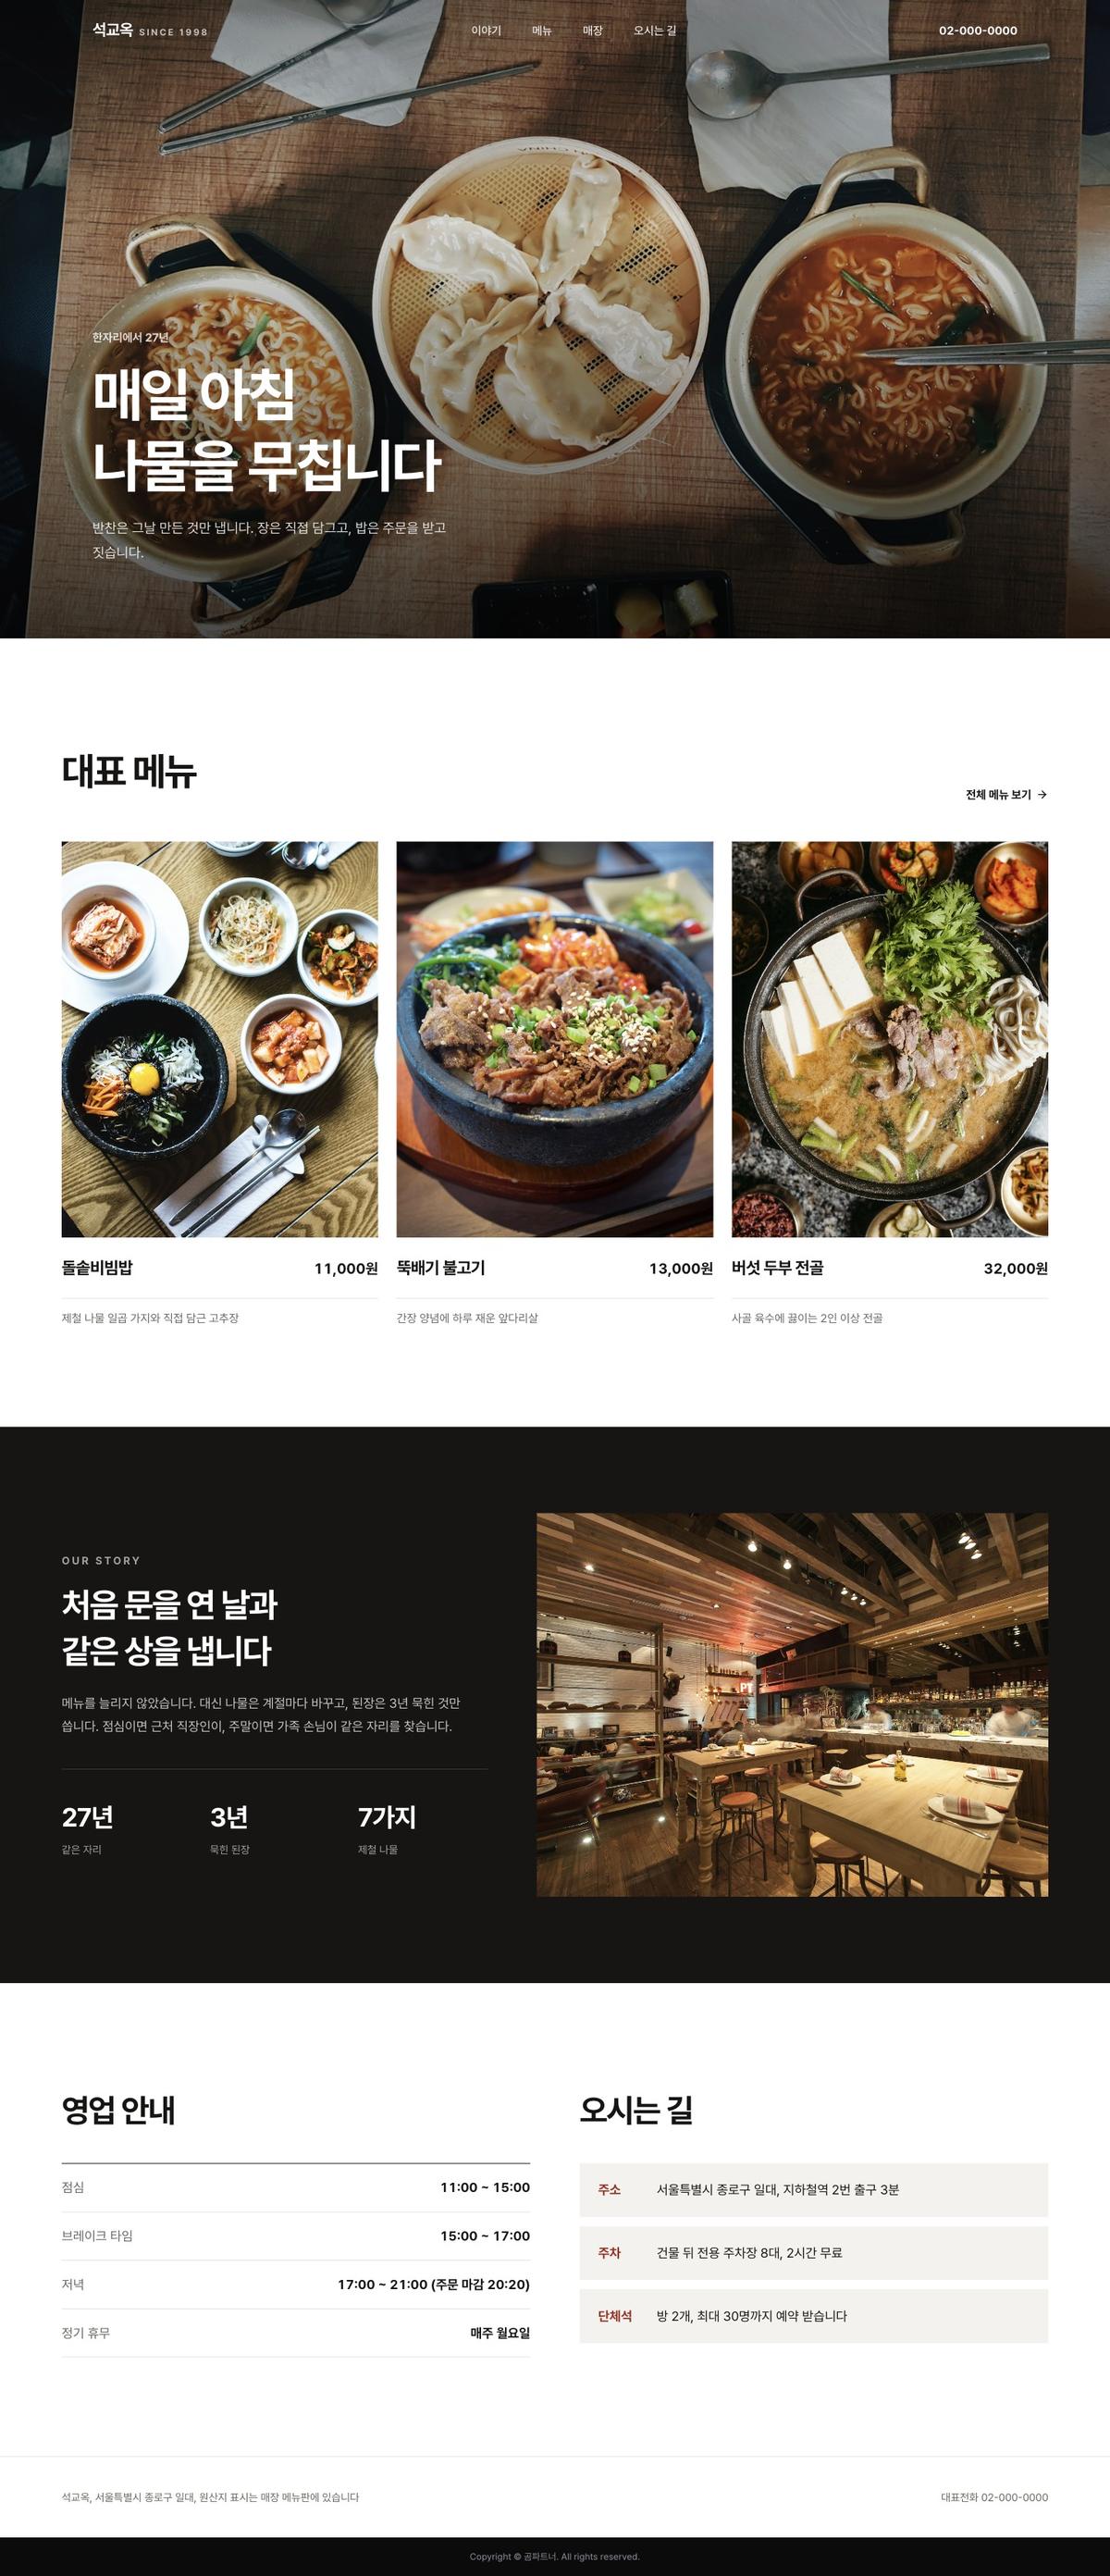 석교옥 SINCE 1998
이야기 메뉴 매장 오시는 길
02-000-0000
한자리에서 27년
매일 아침
나물을 무칩니다
반찬은 그날 만든 것만 냅니다. 장은 직접 담그고, 밥은 주문을 받고
짓습니다.
대표 메뉴
전체 메뉴 보기 →
돌솥비빔밥 11,000원
제철 나물 일곱 가지와 직접 담근 고추장
뚝배기 불고기 13,000원
간장 양념에 하루 재운 앞다리살
버섯 두부 전골 32,000원
사골 육수에 끓이는 2인 이상 전골
OUR STORY
처음 문을 연 날과
같은 상을 냅니다
메뉴를 늘리지 않았습니다. 대신 나물은 계절마다 바꾸고, 된장은 3년 묵힌 것만
씁니다. 점심이면 근처 직장인이, 주말이면 가족 손님이 같은 자리를 찾습니다.
27년
같은 자리
3년
묵힌 된장
7가지
제철 나물
PT
영업 안내
점심 11:00 ~ 15:00
브레이크 타임 15:00 ~ 17:00
저녁 17:00 ~ 21:00 (주문 마감 20:20)
정기 휴무 매주 월요일
오시는 길
주소 서울특별시 종로구 일대, 지하철역 2번 출구 3분
주차 건물 뒤 전용 주차장 8대, 2시간 무료
단체석 방 2개, 최대 30명까지 예약 받습니다
석교옥, 서울특별시 종로구 일대, 원산지 표시는 매장 메뉴판에 있습니다
대표전화 02-000-0000
Copyright © 곰파트너. All rights reserved.